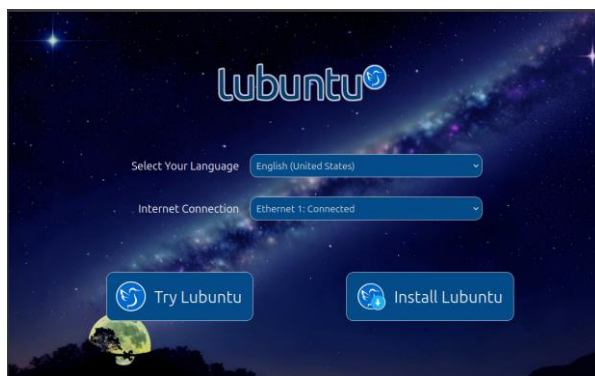 Lubuntu
Select Your Language English (United States)
Internet Connection Ethernet 1: Connected
Try Lubuntu Install Lubuntu